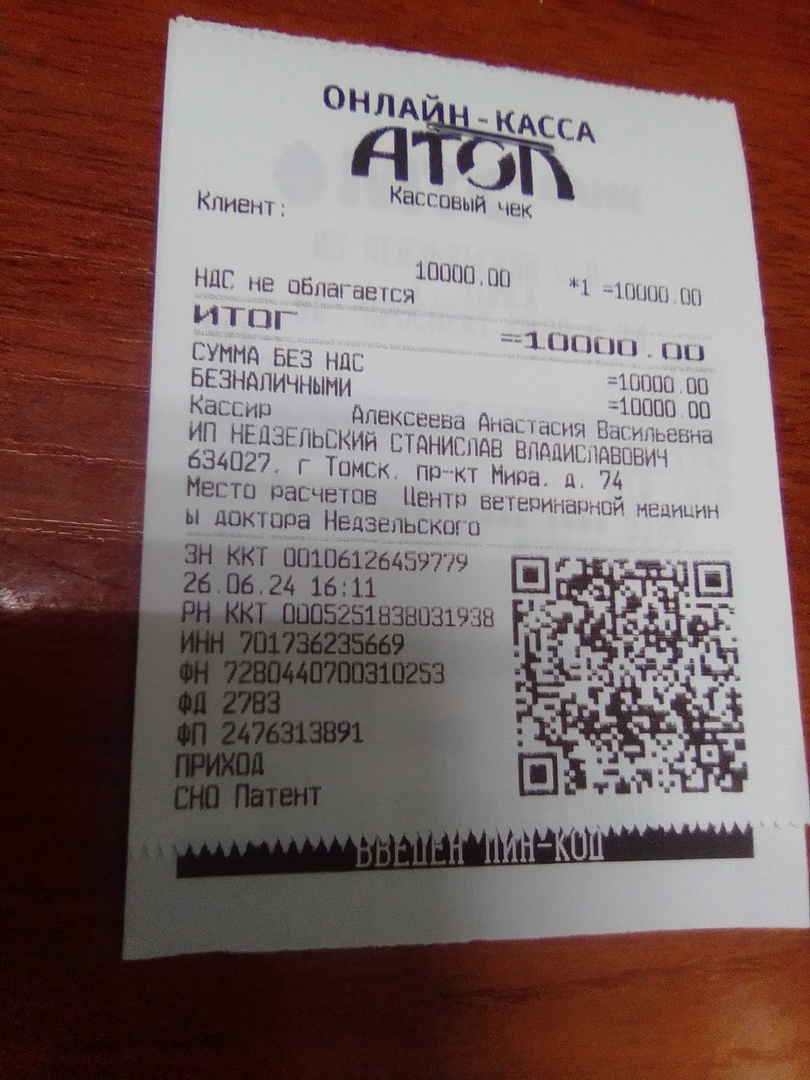 ОНЛАЙН-КАССА
АТОЛ
Кассовый чек
Клиент:
10000.00 *1 =10000.00
НДС не облагается
ИТОГ =10000.00
СУММА БЕЗ НДС =10000.00
БЕЗНАЛИЧНЫМИ =10000.00
Кассир Алексеева Анастасия Васильевна
ИП НЕДЗЕЛЬСКИЙ СТАНИСЛАВ ВЛАДИСЛАВОВИЧ
634027, г Томск, пр-кт Мира, д. 74
Место расчетов Центр ветеринарной медицин
ы доктора Недзельского
ЗН ККТ 00106126459779
26.06.24 16:11
РН ККТ 0005251838031938
ИНН 701736235669
ФН 7280440700310253
ФД 2783
ФП 2476313891
ПРИХОД
СНО Патент
ВВЕДЕН ПИН-КОД